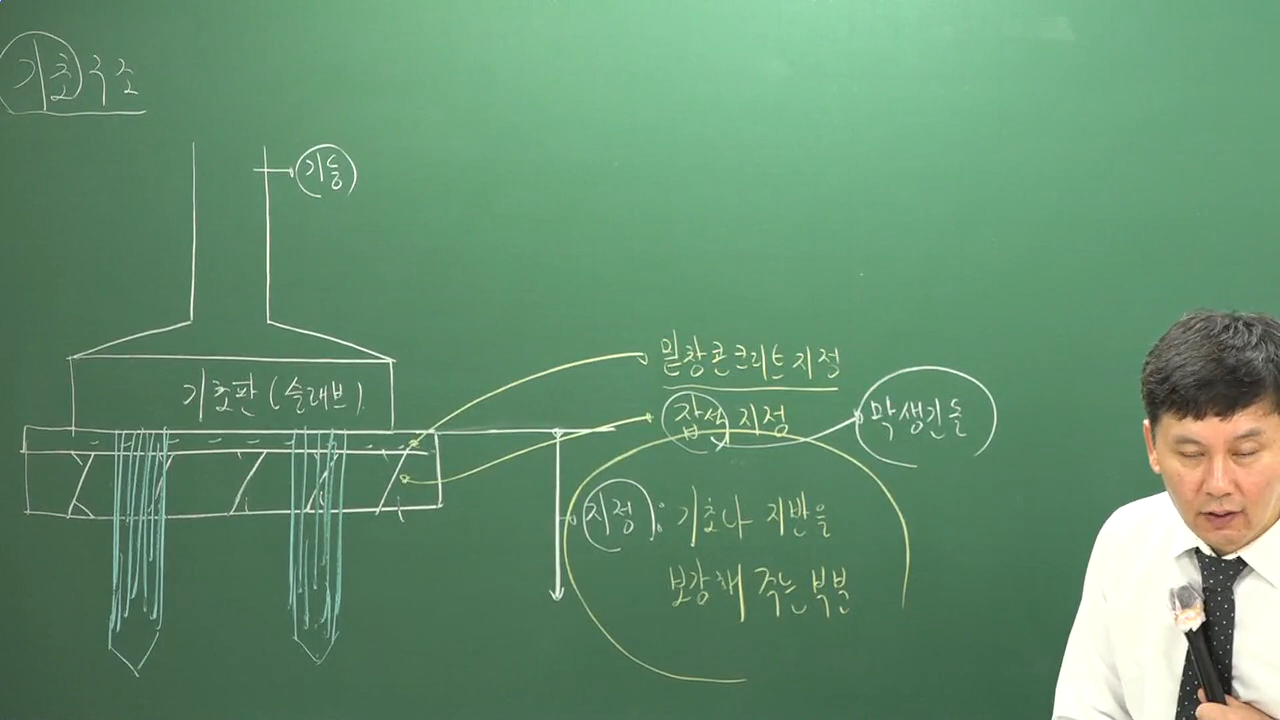 기초구조
기둥
밑창콘크리트지정
기초판(슬래브)
잡석지정
막생긴돌
지정: 기초나 지반을
보강해 주는 부분